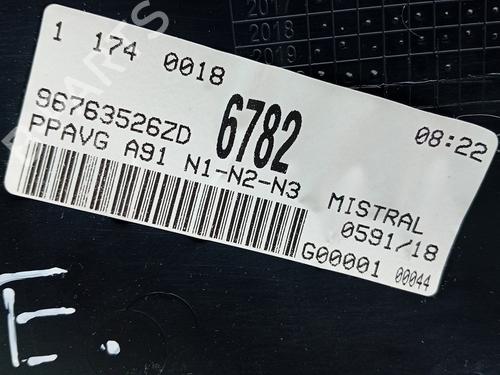 2017
2018
2019
1 174 0018
96763526ZD 6782 08:22
PPAVG A91 N1-N2-N3 MISTRAL
0591/18
G00001 00044
E.
PARTS